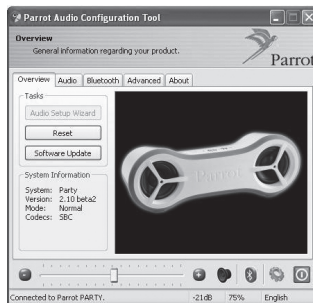 Parrot Audio Configuration Tool
Overview
General information regarding your product.
Parrot
Overview Audio Bluetooth Advanced About
Tasks
Audio Setup Wizard
Reset
Software Update
System Information
System: Party
Version: 2.10 beta2
Mode: Normal
Codecs: SBC
Parrot
Connected to Parrot PARTY. -21dB 75% English